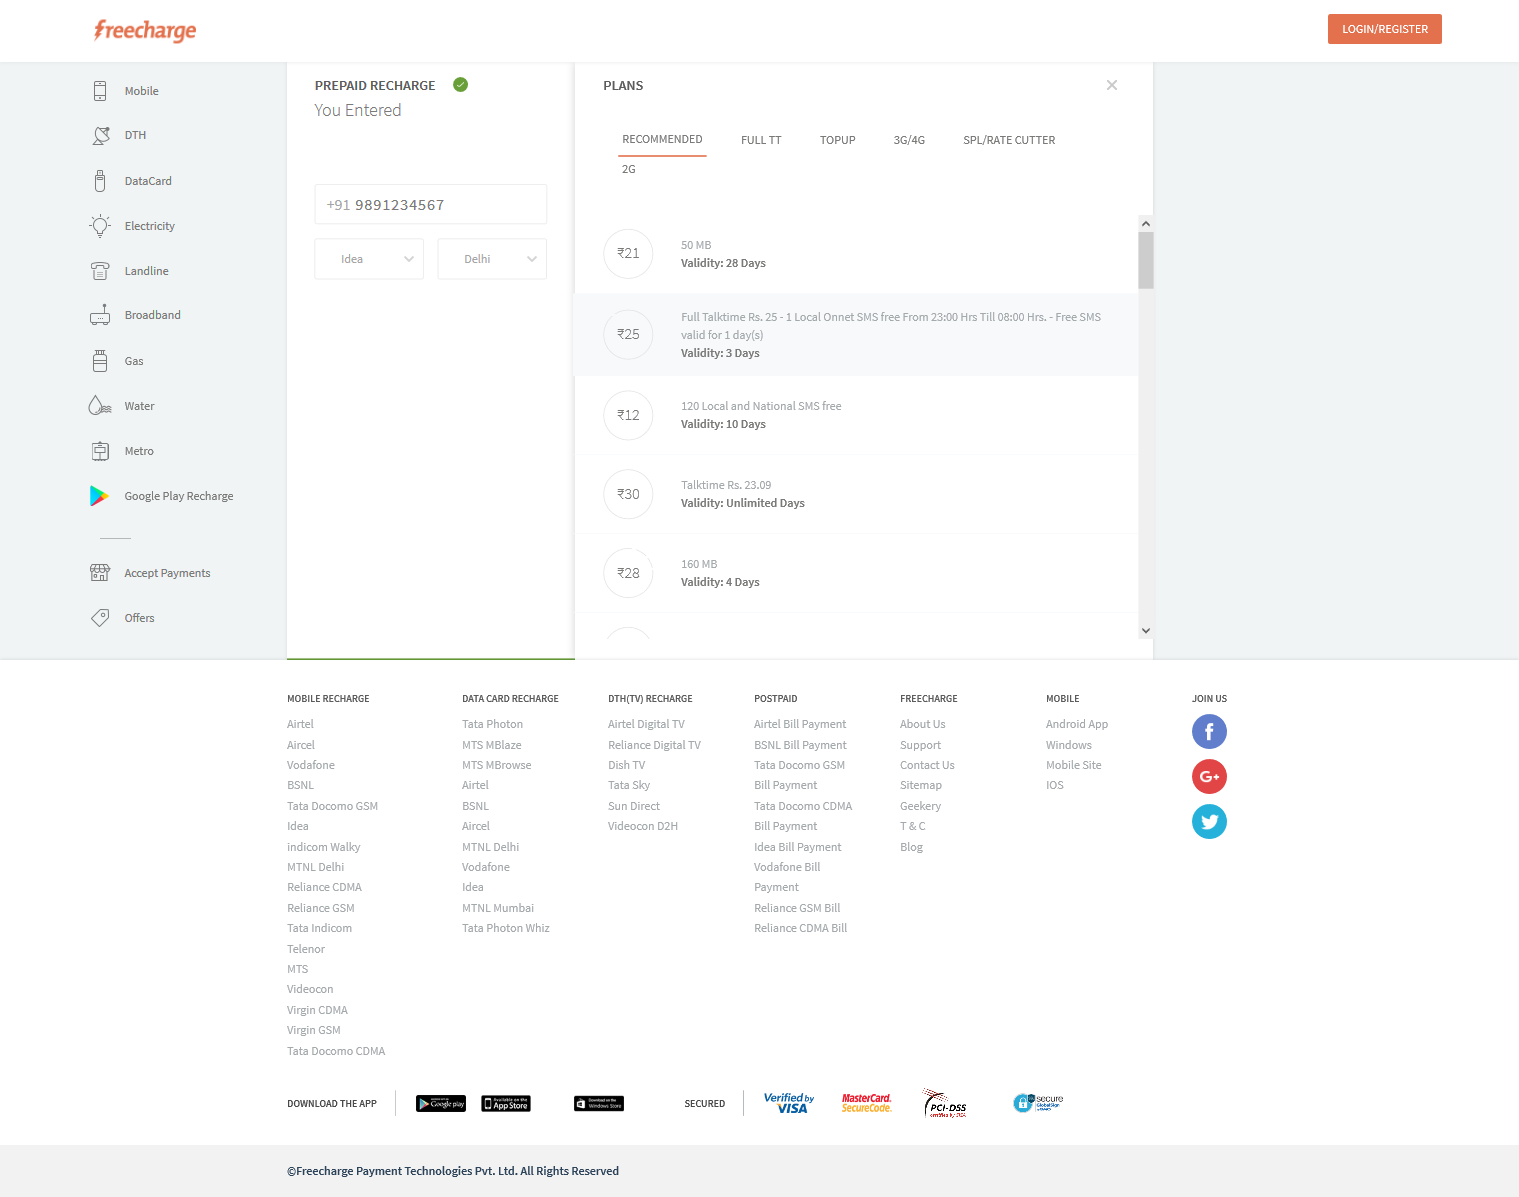 freecharge
LOGIN/REGISTER
Mobile
DTH
DataCard
Electricity
Landline
Broadband
Gas
Water
Metro
Google Play Recharge
Accept Payments
Offers
PREPAID RECHARGE
You Entered
+91 9891234567
Idea
Delhi
PLANS
RECOMMENDED
FULL TT
TOPUP
3G/4G
SPL/RATE CUTTER
2G
₹21
50 MB
Validity: 28 Days
₹25
Full Talktime Rs. 25 - 1 Local Onnet SMS free From 23:00 Hrs Till 08:00 Hrs. - Free SMS
valid for 1 day(s)
Validity: 3 Days
₹12
120 Local and National SMS free
Validity: 10 Days
₹30
Talktime Rs. 23.09
Validity: Unlimited Days
₹28
160 MB
Validity: 4 Days
MOBILE RECHARGE
Airtel
Aircel
Vodafone
BSNL
Tata Docomo GSM
Idea
indicom Walky
MTNL Delhi
Reliance CDMA
Reliance GSM
Tata Indicom
Telenor
MTS
Videocon
Virgin CDMA
Virgin GSM
Tata Docomo CDMA
DATA CARD RECHARGE
Tata Photon
MTS MBlaze
MTS MBrowse
Airtel
BSNL
Aircel
MTNL Delhi
Vodafone
Idea
MTNL Mumbai
Tata Photon Whiz
DTH(TV) RECHARGE
Airtel Digital TV
Reliance Digital TV
Dish TV
Tata Sky
Sun Direct
Videocon D2H
POSTPAID
Airtel Bill Payment
BSNL Bill Payment
Tata Docomo GSM
Bill Payment
Tata Docomo CDMA
Bill Payment
Idea Bill Payment
Vodafone Bill
Payment
Reliance GSM Bill
Reliance CDMA Bill
FREECHARGE
About Us
Support
Contact Us
Sitemap
Geekery
T & C
Blog
MOBILE
Android App
Windows
Mobile Site
IOS
JOIN US
f
G+
DOWNLOAD THE APP
Google play
Available on the
App Store
Download on the
Windows Store
SECURED
Verified by
VISA
MasterCard.
SecureCode.
PCI-DSS
secure
GlobalSign
©Freecharge Payment Technologies Pvt. Ltd. All Rights Reserved